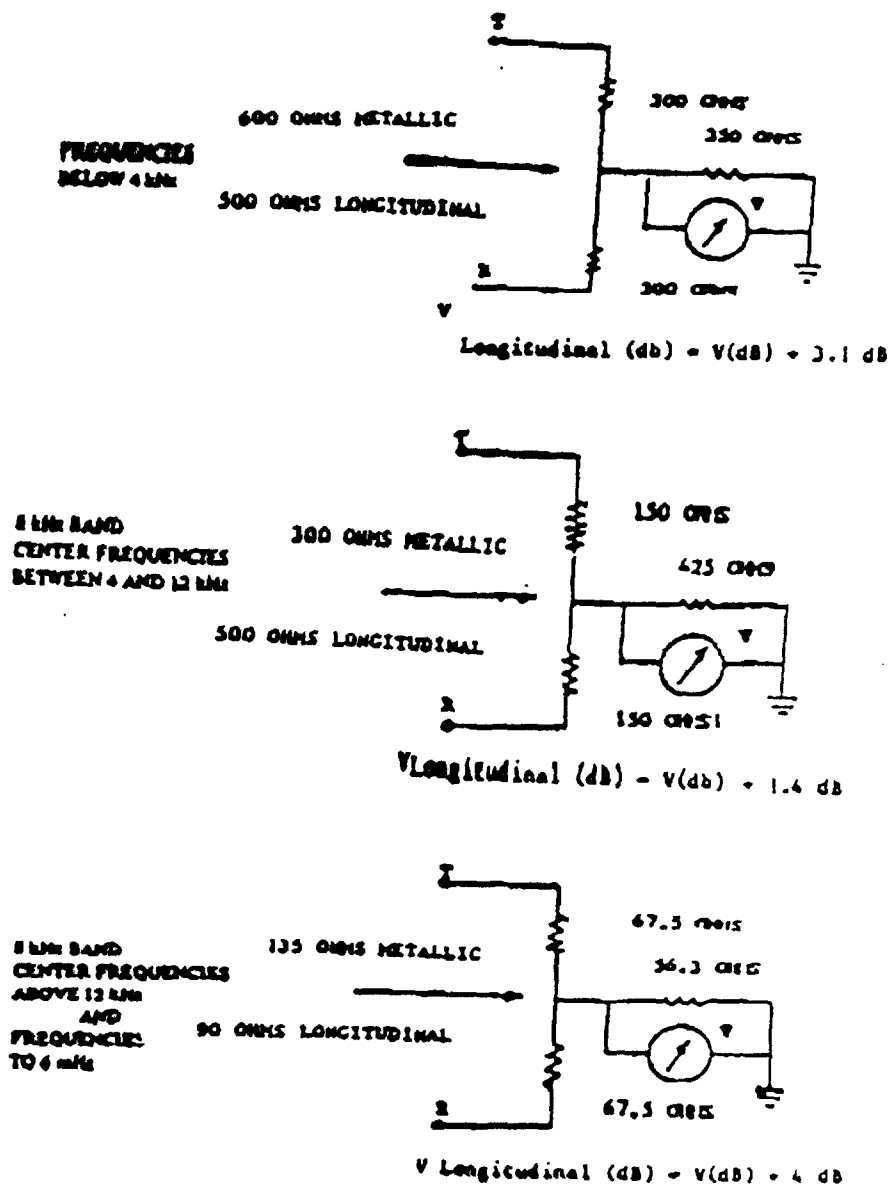 T
300 OHMS
600 OHMS METALLIC
350 OHMS
FREQUENCIES
BELOW 4 kHz
500 OHMS LONGITUDINAL
V
R
300 OHMS
V
Longitudinal (db) = V(dB) + 3.1 dB
T
150 OHMS
8 kHz BAND
CENTER FREQUENCIES
BETWEEN 4 AND 12 kHz
300 OHMS METALLIC
425 OHMS
500 OHMS LONGITUDINAL
V
R
150 OHMS
VLongitudinal (dB) = V(db) + 1.4 dB
T
67.5 OHMS
8 kHz BAND
CENTER FREQUENCIES
ABOVE 12 kHz
AND
FREQUENCIES
TO 6 mHz
135 OHMS METALLIC
56.3 OHMS
90 OHMS LONGITUDINAL
V
R
67.5 OHMS
V Longitudinal (dB) = V(dB) + 4 dB